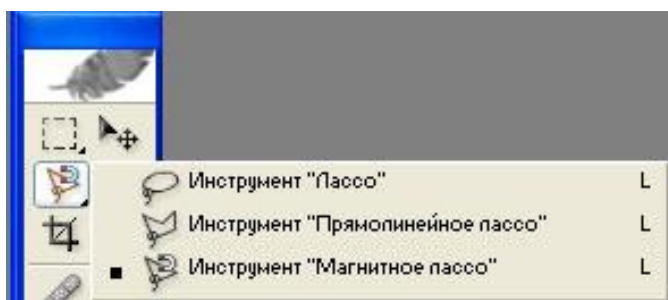 Инструмент "Лассо" L
Инструмент "Прямолинейное лассо" L
Инструмент "Магнитное лассо" L